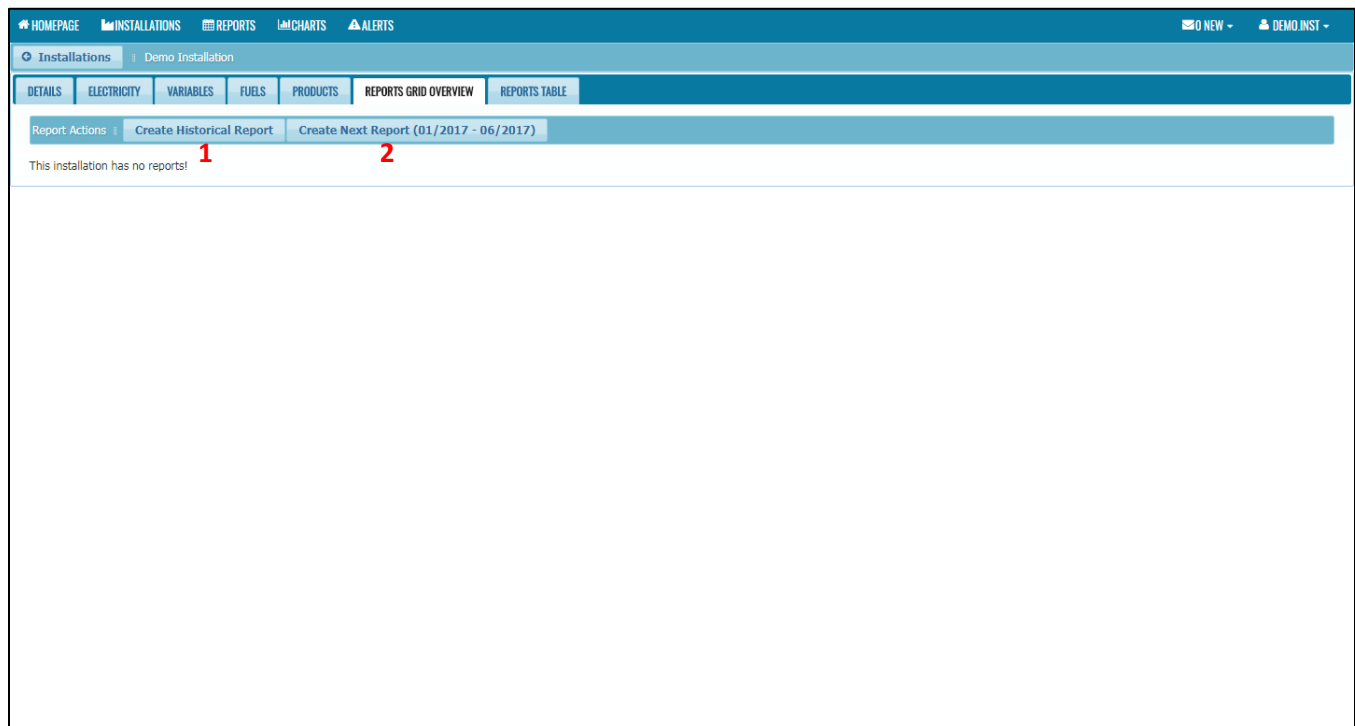 HOMEPAGE INSTALLATIONS REPORTS CHARTS ALERTS 0 NEW DEMO.INST
Installations Demo Installation
DETAILS ELECTRICITY VARIABLES FUELS PRODUCTS REPORTS GRID OVERVIEW REPORTS TABLE
Report Actions Create Historical Report Create Next Report (01/2017 - 06/2017)
1 2
This installation has no reports!